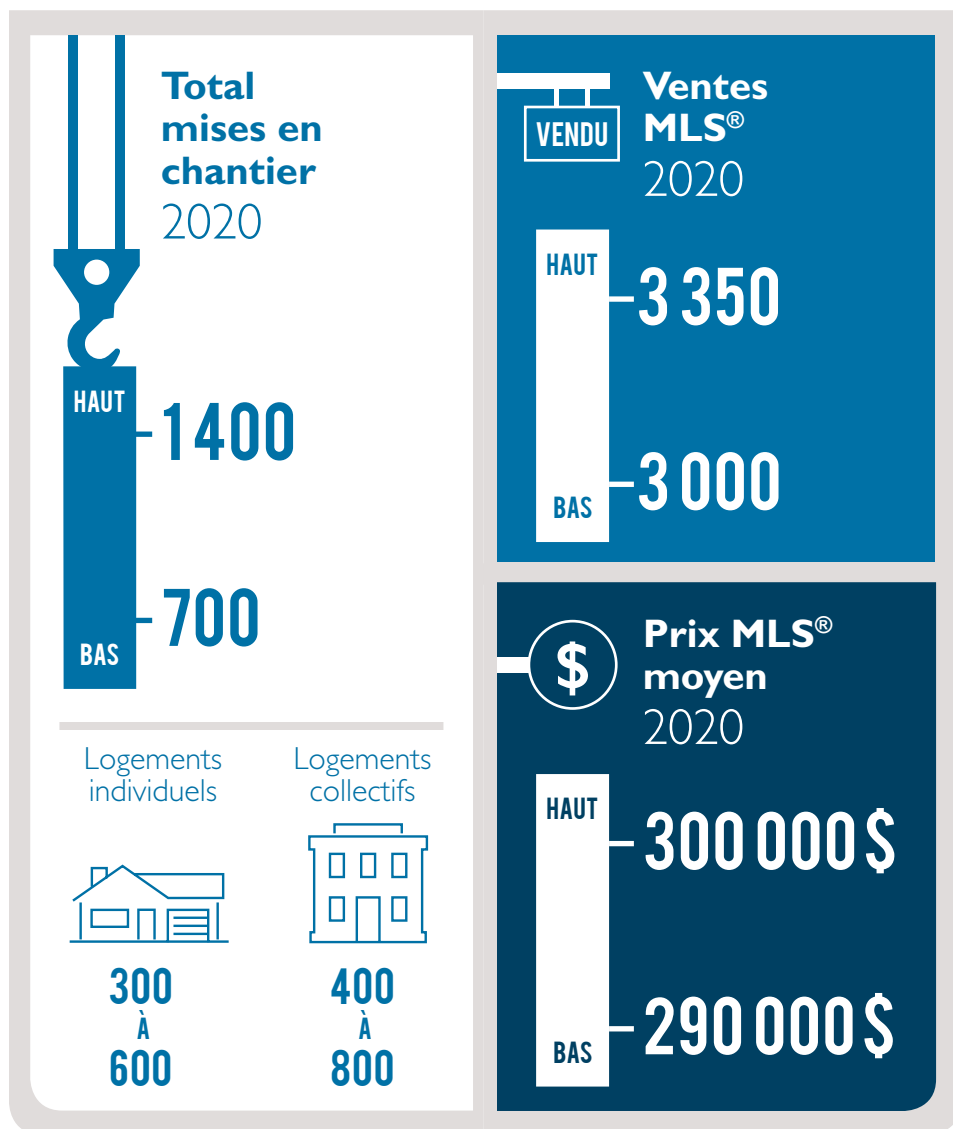 Total
mises en
chantier
2020
HAUT
1400
700
BAS
Logements
individuels
300
À
600
Logements
collectifs
400
À
800
VENDU
Ventes
MLS®
2020
HAUT
3 350
3 000
BAS
$
Prix MLS®
moyen
2020
HAUT
300 000 $
290 000 $
BAS